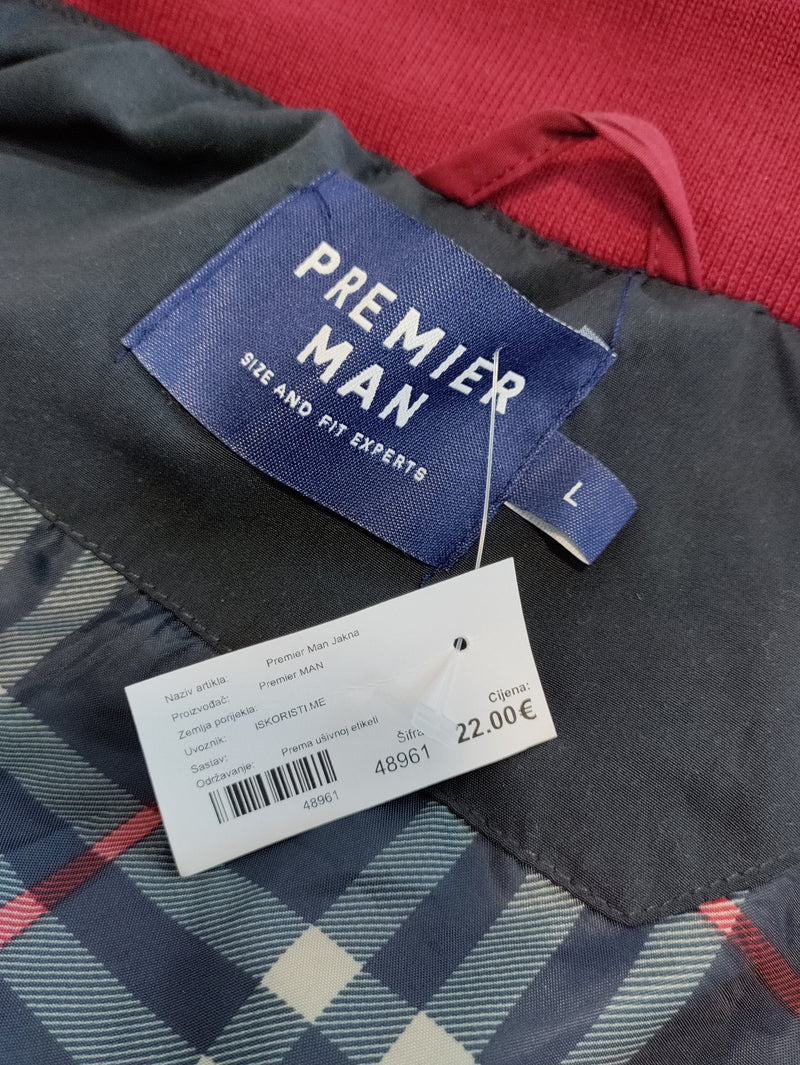 PREMIER
MAN
SIZE AND FIT EXPERTS
L
Naziv artikla: Premier Man Jakna
Proizvođač: Premier MAN
Zemlja porijekla:
Uvoznik: ISKORISTI.ME
Sastav:
Održavanje: Prema ušivnoj etiketi
48961
Šifra
48961
Cijena:
22.00€